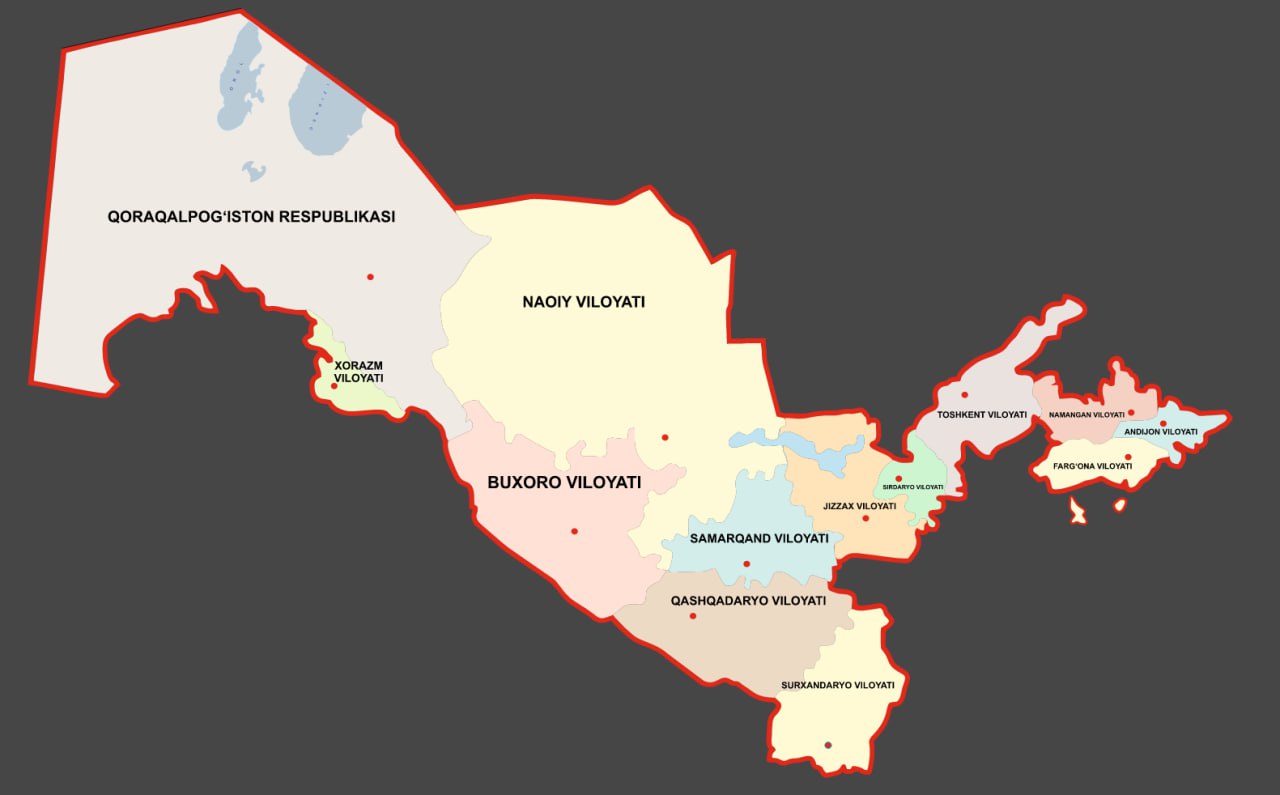 QORAQALPOG‘ISTON RESPUBLIKASI
NAOIY VILOYATI
XORAZM
VILOYATI
TOSHKENT VILOYATI
NAMANGAN VILOYATI
ANDIJON VILOYATI
FARG‘ONA VILOYATI
BUXORO VILOYATI
SIRDARYO VILOYATI
JIZZAX VILOYATI
SAMARQAND VILOYATI
QASHQADARYO VILOYATI
SURXANDARYO VILOYATI